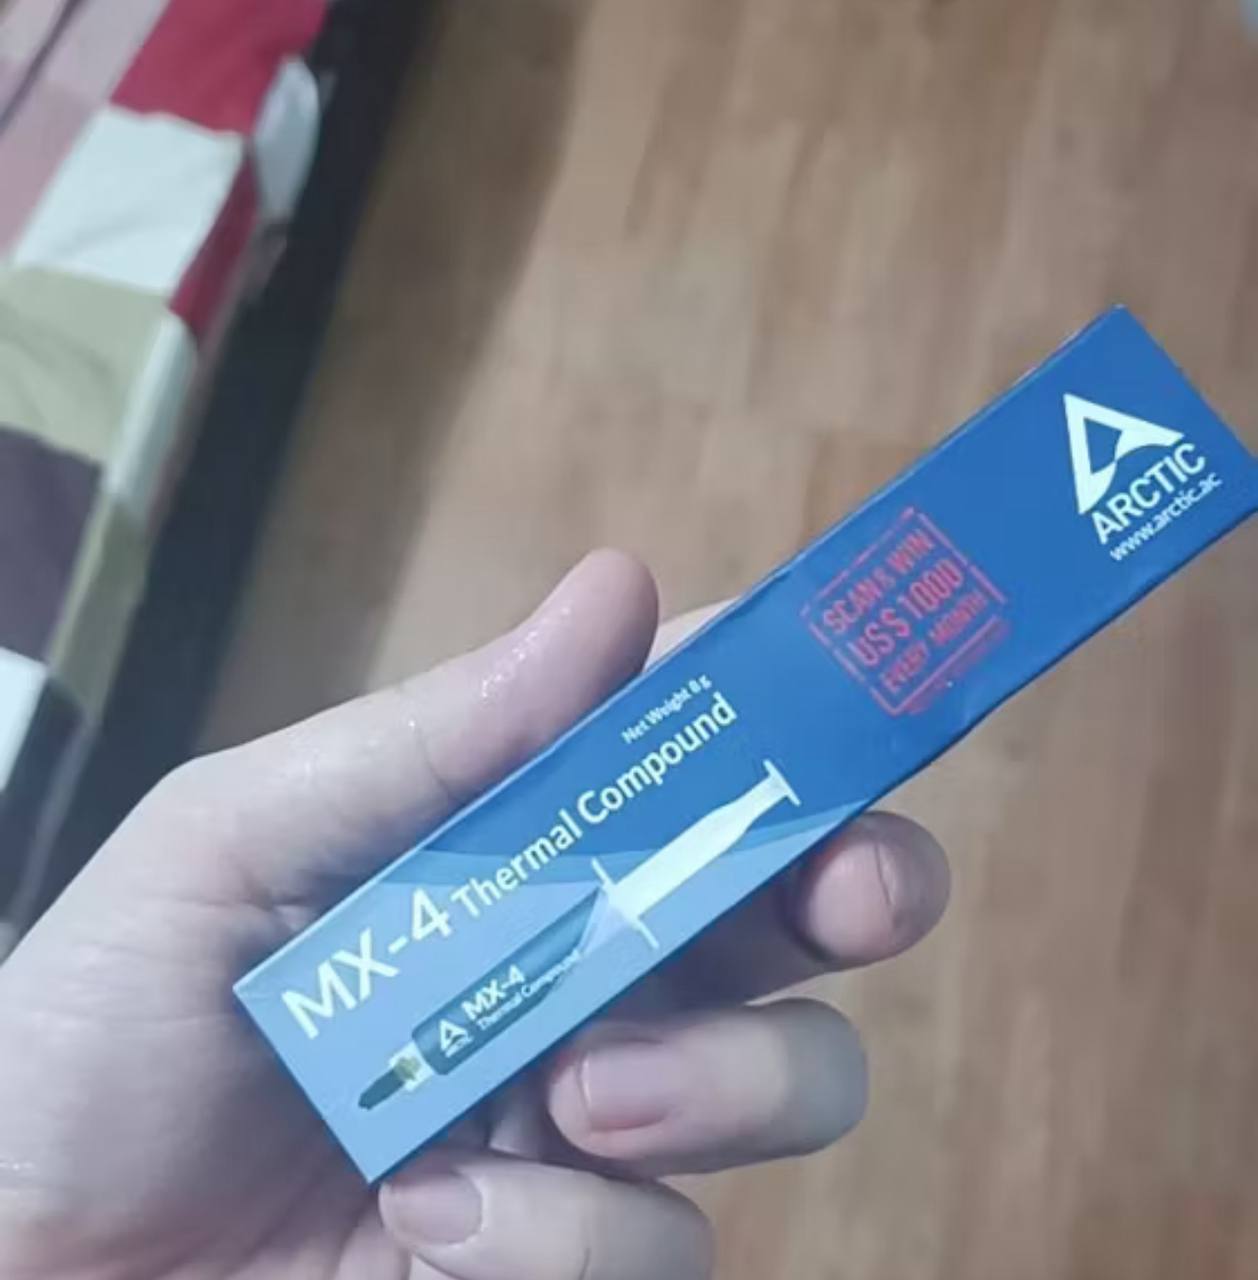 ARCTIC
www.arctic.ac
SCAN & WIN
US$ 1000
EVERY MONTH
Net Weight 8 g
MX-4 Thermal Compound
MX-4
Thermal Compound
ARCTIC